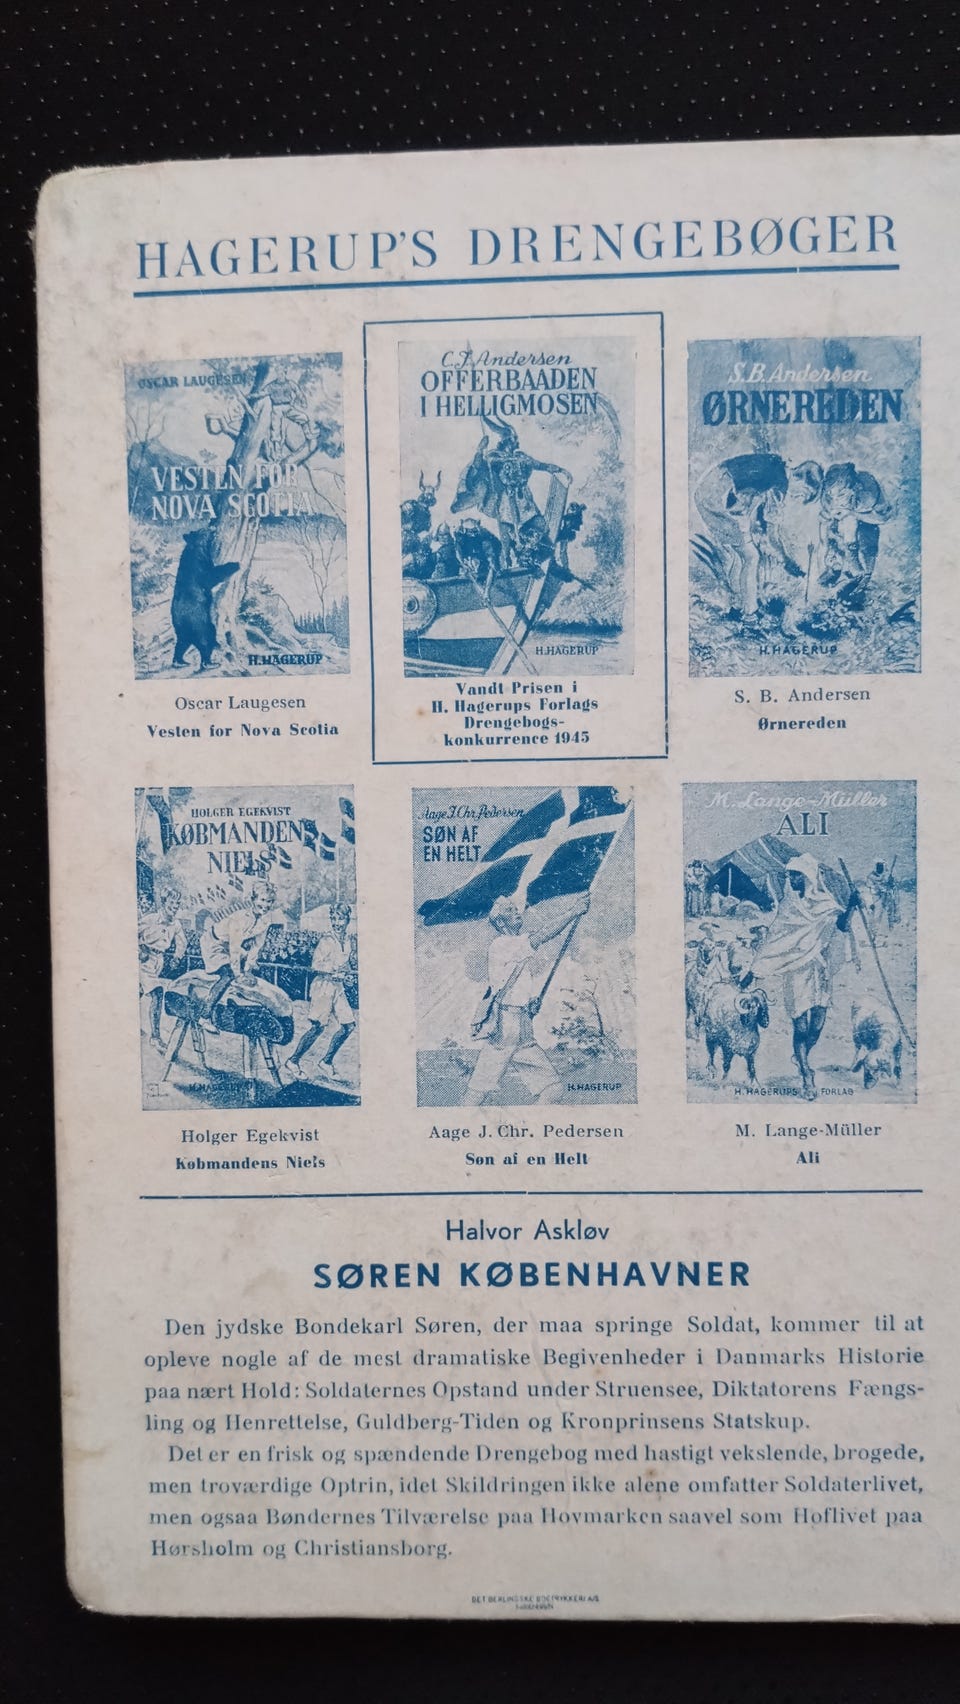 HAGERUP'S DRENGEBØGER
OSCAR LAUGESEN
VESTEN FOR
NOVA SCOTIA
H. HAGERUP
Oscar Laugesen
Vesten for Nova Scotia
C. J. Andersen
OFFERBAADEN
I HELLIGMOSEN
H. HAGERUP
Vandt Prisen i
H. Hagerups Forlags
Drengebogs-
konkurrence 1945
S. B. Andersen
ØRNEREDEN
H. HAGERUP
S. B. Andersen
Ørnereden
HOLGER EGEKVIST
KØBMANDENS
NIELS
H. HAGERUP
Holger Egekvist
Købmandens Niels
Aage J. Chr. Pedersen
SØN AF
EN HELT
H. HAGERUP
Aage J. Chr. Pedersen
Søn af en Helt
M. Lange-Müller
ALI
H. HAGERUPS FORLAG
M. Lange-Müller
Ali
Halvor Askløv
SØREN KØBENHAVNER
Den jydske Bondekarl Søren, der maa springe Soldat, kommer til at
opleve nogle af de mest dramatiske Begivenheder i Danmarks Historie
paa nært Hold: Soldaternes Opstand under Struensee, Diktatorens Fængs-
ling og Henrettelse, Guldberg-Tiden og Kronprinsens Statskup.
Det er en frisk og spændende Drengebog med hastigt vekslende, brogede,
men troværdige Optrin, idet Skildringen ikke alene omfatter Soldaterlivet,
men ogsaa Bøndernes Tilværelse paa Hovmarken saavel som Hoflivet paa
Hørsholm og Christiansborg.
DET BERLINGSKE BOGTRYKKERI A/S
KØBENHAVN